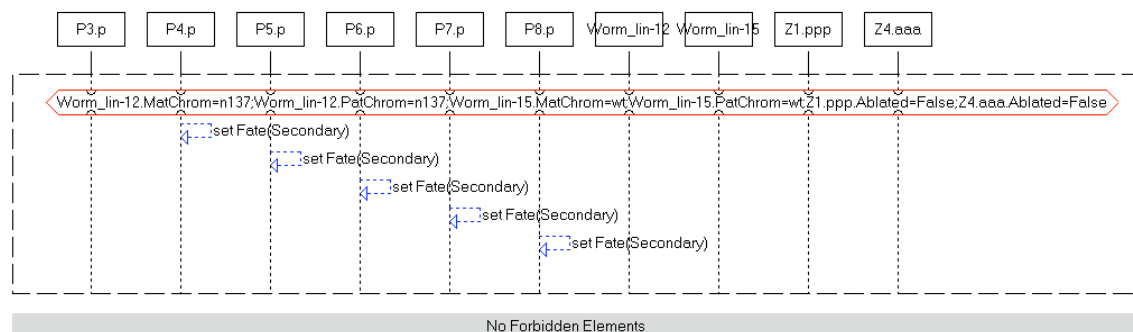 P3.p P4.p P5.p P6.p P7.p P8.p Worm_lin-12 Worm_lin-15 Z1.ppp Z4.aaa
Worm_lin-12.MatChrom=n137;Worm_lin-12.PatChrom=n137;Worm_lin-15.MatChrom=wt;Worm_lin-15.PatChrom=wt;Z1.ppp.Ablated=False;Z4.aaa.Ablated=False
set Fate(Secondary)
set Fate(Secondary)
set Fate(Secondary)
set Fate(Secondary)
set Fate(Secondary)
No Forbidden Elements